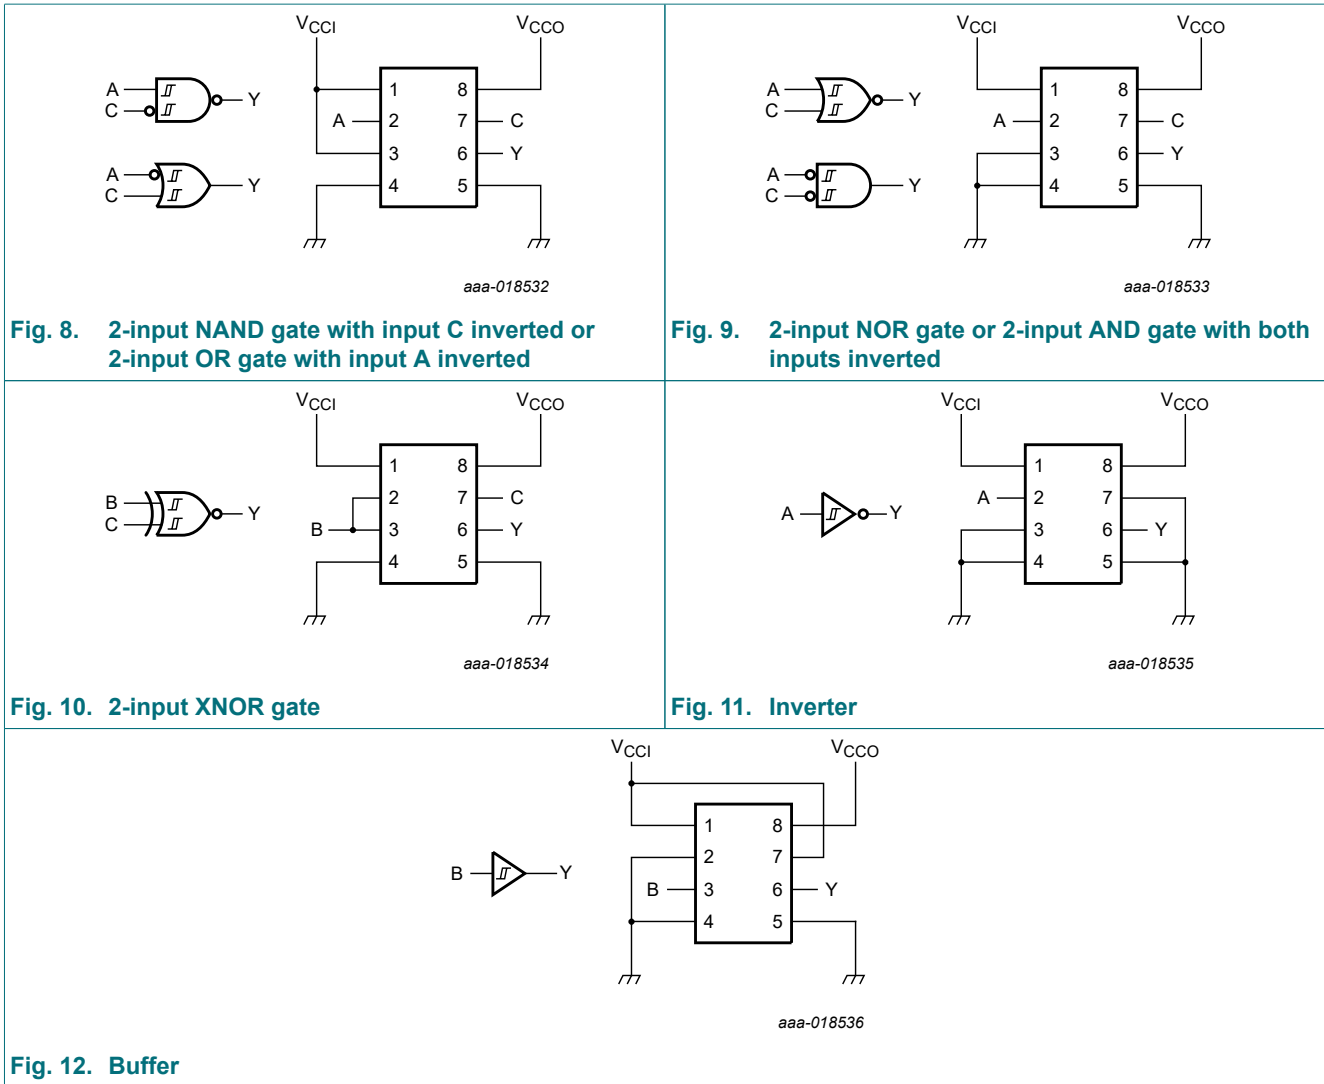 VCCI VCCO
A
C
Y
A
C
Y
1 8
A 2 7 C
3 6 Y
4 5
aaa-018532
Fig. 8. 2-input NAND gate with input C inverted or
2-input OR gate with input A inverted
VCCI VCCO
A
C
Y
A
C
Y
1 8
A 2 7 C
3 6 Y
4 5
aaa-018533
Fig. 9. 2-input NOR gate or 2-input AND gate with both
inputs inverted
VCCI VCCO
B
C
Y
1 8
2 7 C
B 3 6 Y
4 5
aaa-018534
Fig. 10. 2-input XNOR gate
VCCI VCCO
A Y
1 8
A 2 7
3 6 Y
4 5
aaa-018535
Fig. 11. Inverter
VCCI VCCO
B Y
1 8
2 7
B 3 6 Y
4 5
aaa-018536
Fig. 12. Buffer